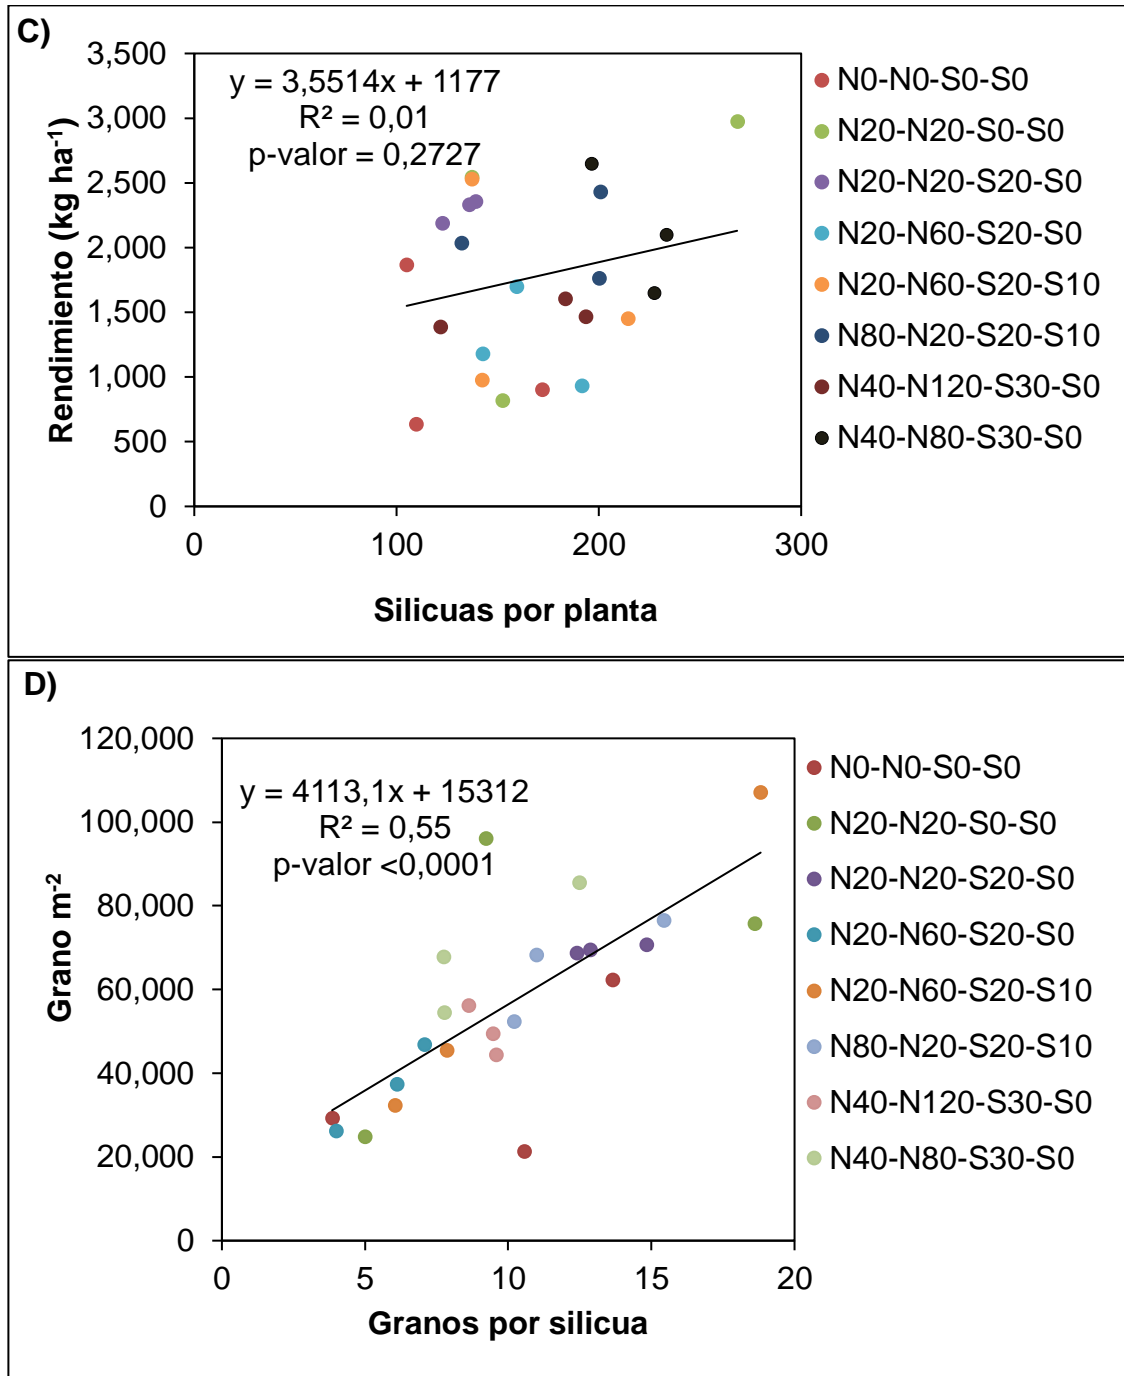 C)
3,500
3,000
2,500
2,000
1,500
1,000
500
0
Rendimiento (kg ha-1)
y = 3,5514x + 1177
R² = 0,01
p-valor = 0,2727
0 100 200 300
Silicuas por planta
N0-N0-S0-S0
N20-N20-S0-S0
N20-N20-S20-S0
N20-N60-S20-S0
N20-N60-S20-S10
N80-N20-S20-S10
N40-N120-S30-S0
N40-N80-S30-S0
D)
120,000
100,000
80,000
60,000
40,000
20,000
0
Grano m-2
y = 4113,1x + 15312
R² = 0,55
p-valor <0,0001
0 5 10 15 20
Granos por silicua
N0-N0-S0-S0
N20-N20-S0-S0
N20-N20-S20-S0
N20-N60-S20-S0
N20-N60-S20-S10
N80-N20-S20-S10
N40-N120-S30-S0
N40-N80-S30-S0